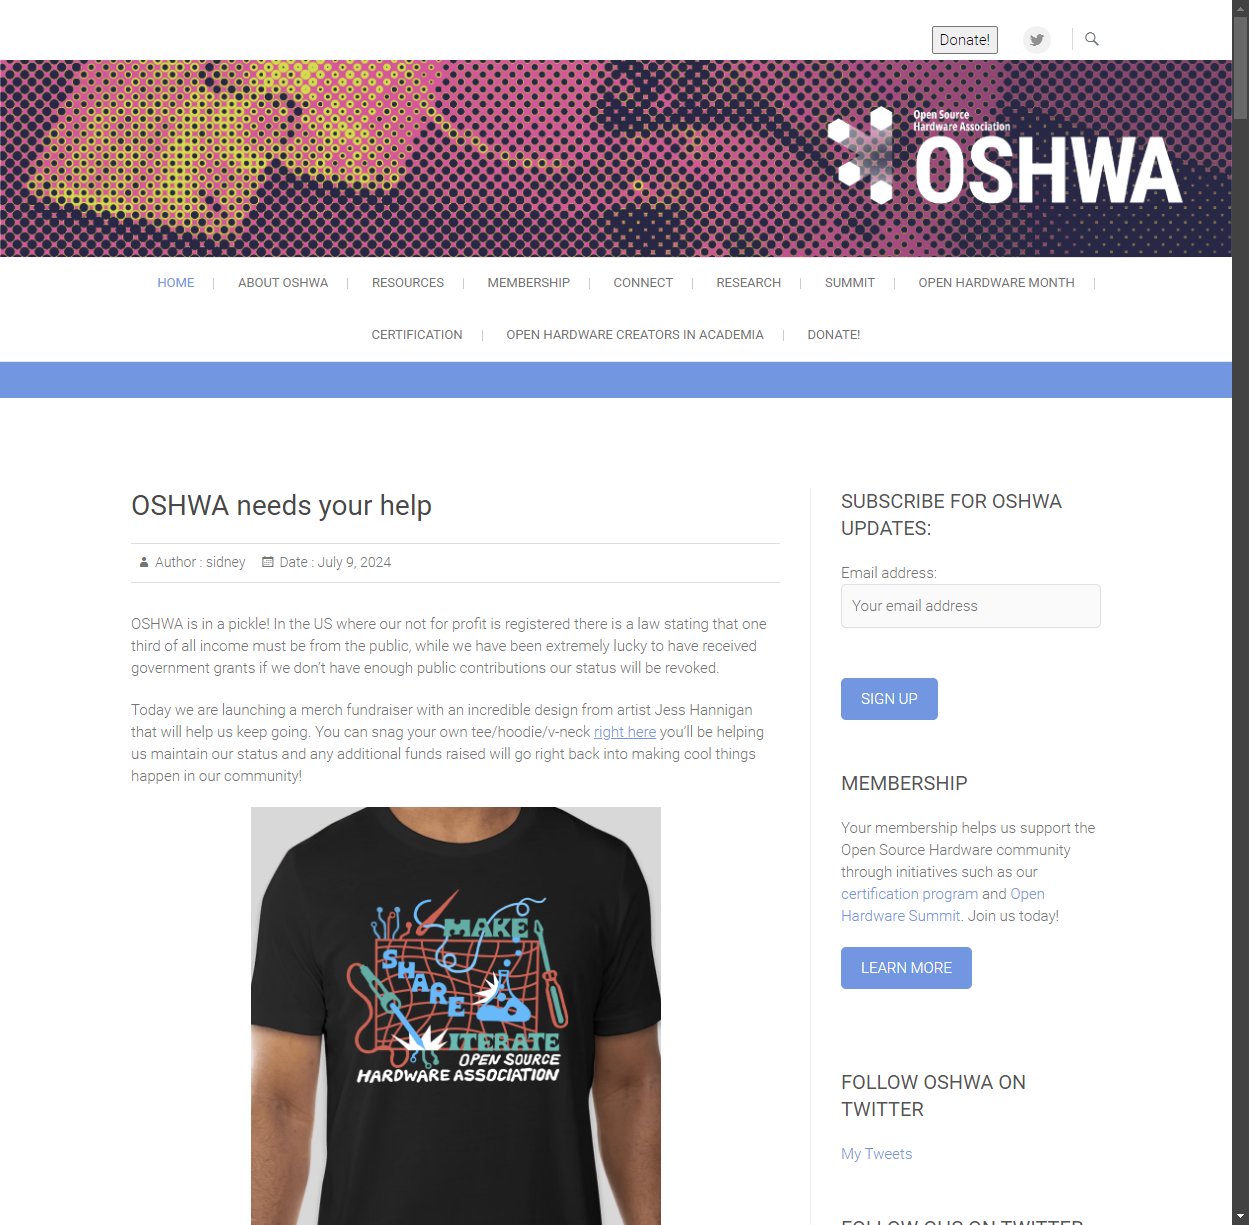 Donate!
Open Source
Hardware Association
OSHWA
HOME
ABOUT OSHWA
RESOURCES
MEMBERSHIP
CONNECT
RESEARCH
SUMMIT
OPEN HARDWARE MONTH
CERTIFICATION
OPEN HARDWARE CREATORS IN ACADEMIA
DONATE!
OSHWA needs your help
Author : sidney Date : July 9, 2024
OSHWA is in a pickle! In the US where our not for profit is registered there is a law stating that one
third of all income must be from the public, while we have been extremely lucky to have received
government grants if we don’t have enough public contributions our status will be revoked.
Today we are launching a merch fundraiser with an incredible design from artist Jess Hannigan
that will help us keep going. You can snag your own tee/hoodie/v-neck right here you’ll be helping
us maintain our status and any additional funds raised will go right back into making cool things
happen in our community!
MAKE
SHARE
ITERATE
OPEN SOURCE
HARDWARE ASSOCIATION
SUBSCRIBE FOR OSHWA
UPDATES:
Email address:
Your email address
SIGN UP
MEMBERSHIP
Your membership helps us support the
Open Source Hardware community
through initiatives such as our
certification program and Open
Hardware Summit. Join us today!
LEARN MORE
FOLLOW OSHWA ON
TWITTER
My Tweets
FOLLOW OHS ON TWITTER